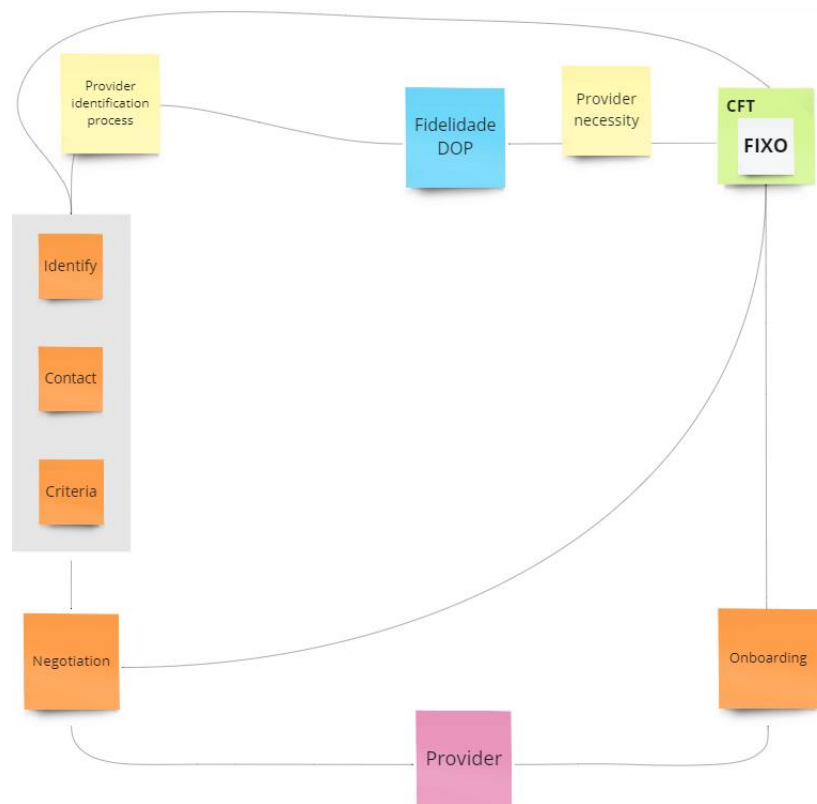 Provider
identification
process
Fidelidade
DOP
Provider
necessity
CFT
FIXO
Identify
Contact
Criteria
Negotiation
Onboarding
Provider